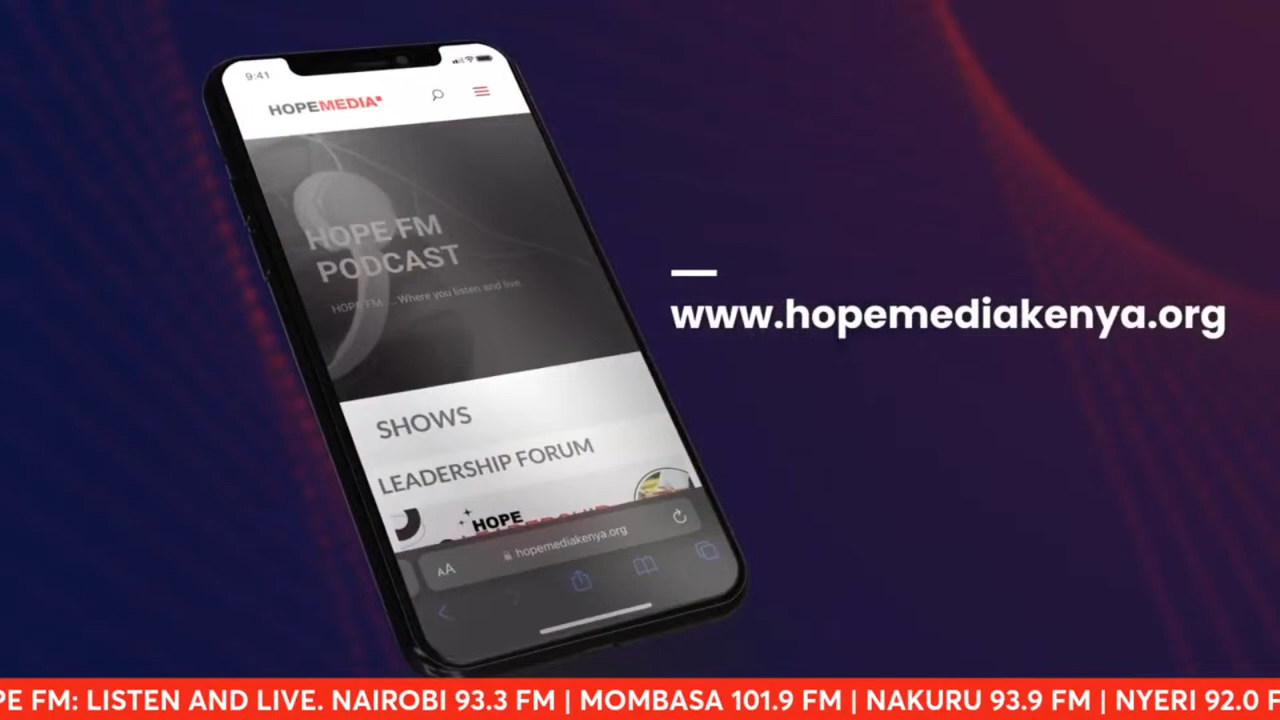 9:41
HOPEMEDIA
HOPE FM
PODCAST
HOPE FM ... Where you listen and live
www.hopemediakenya.org
SHOWS
LEADERSHIP FORUM
HOPE
AA hopemediakenya.org
PE FM: LISTEN AND LIVE. NAIROBI 93.3 FM | MOMBASA 101.9 FM | NAKURU 93.9 FM | NYERI 92.0 F